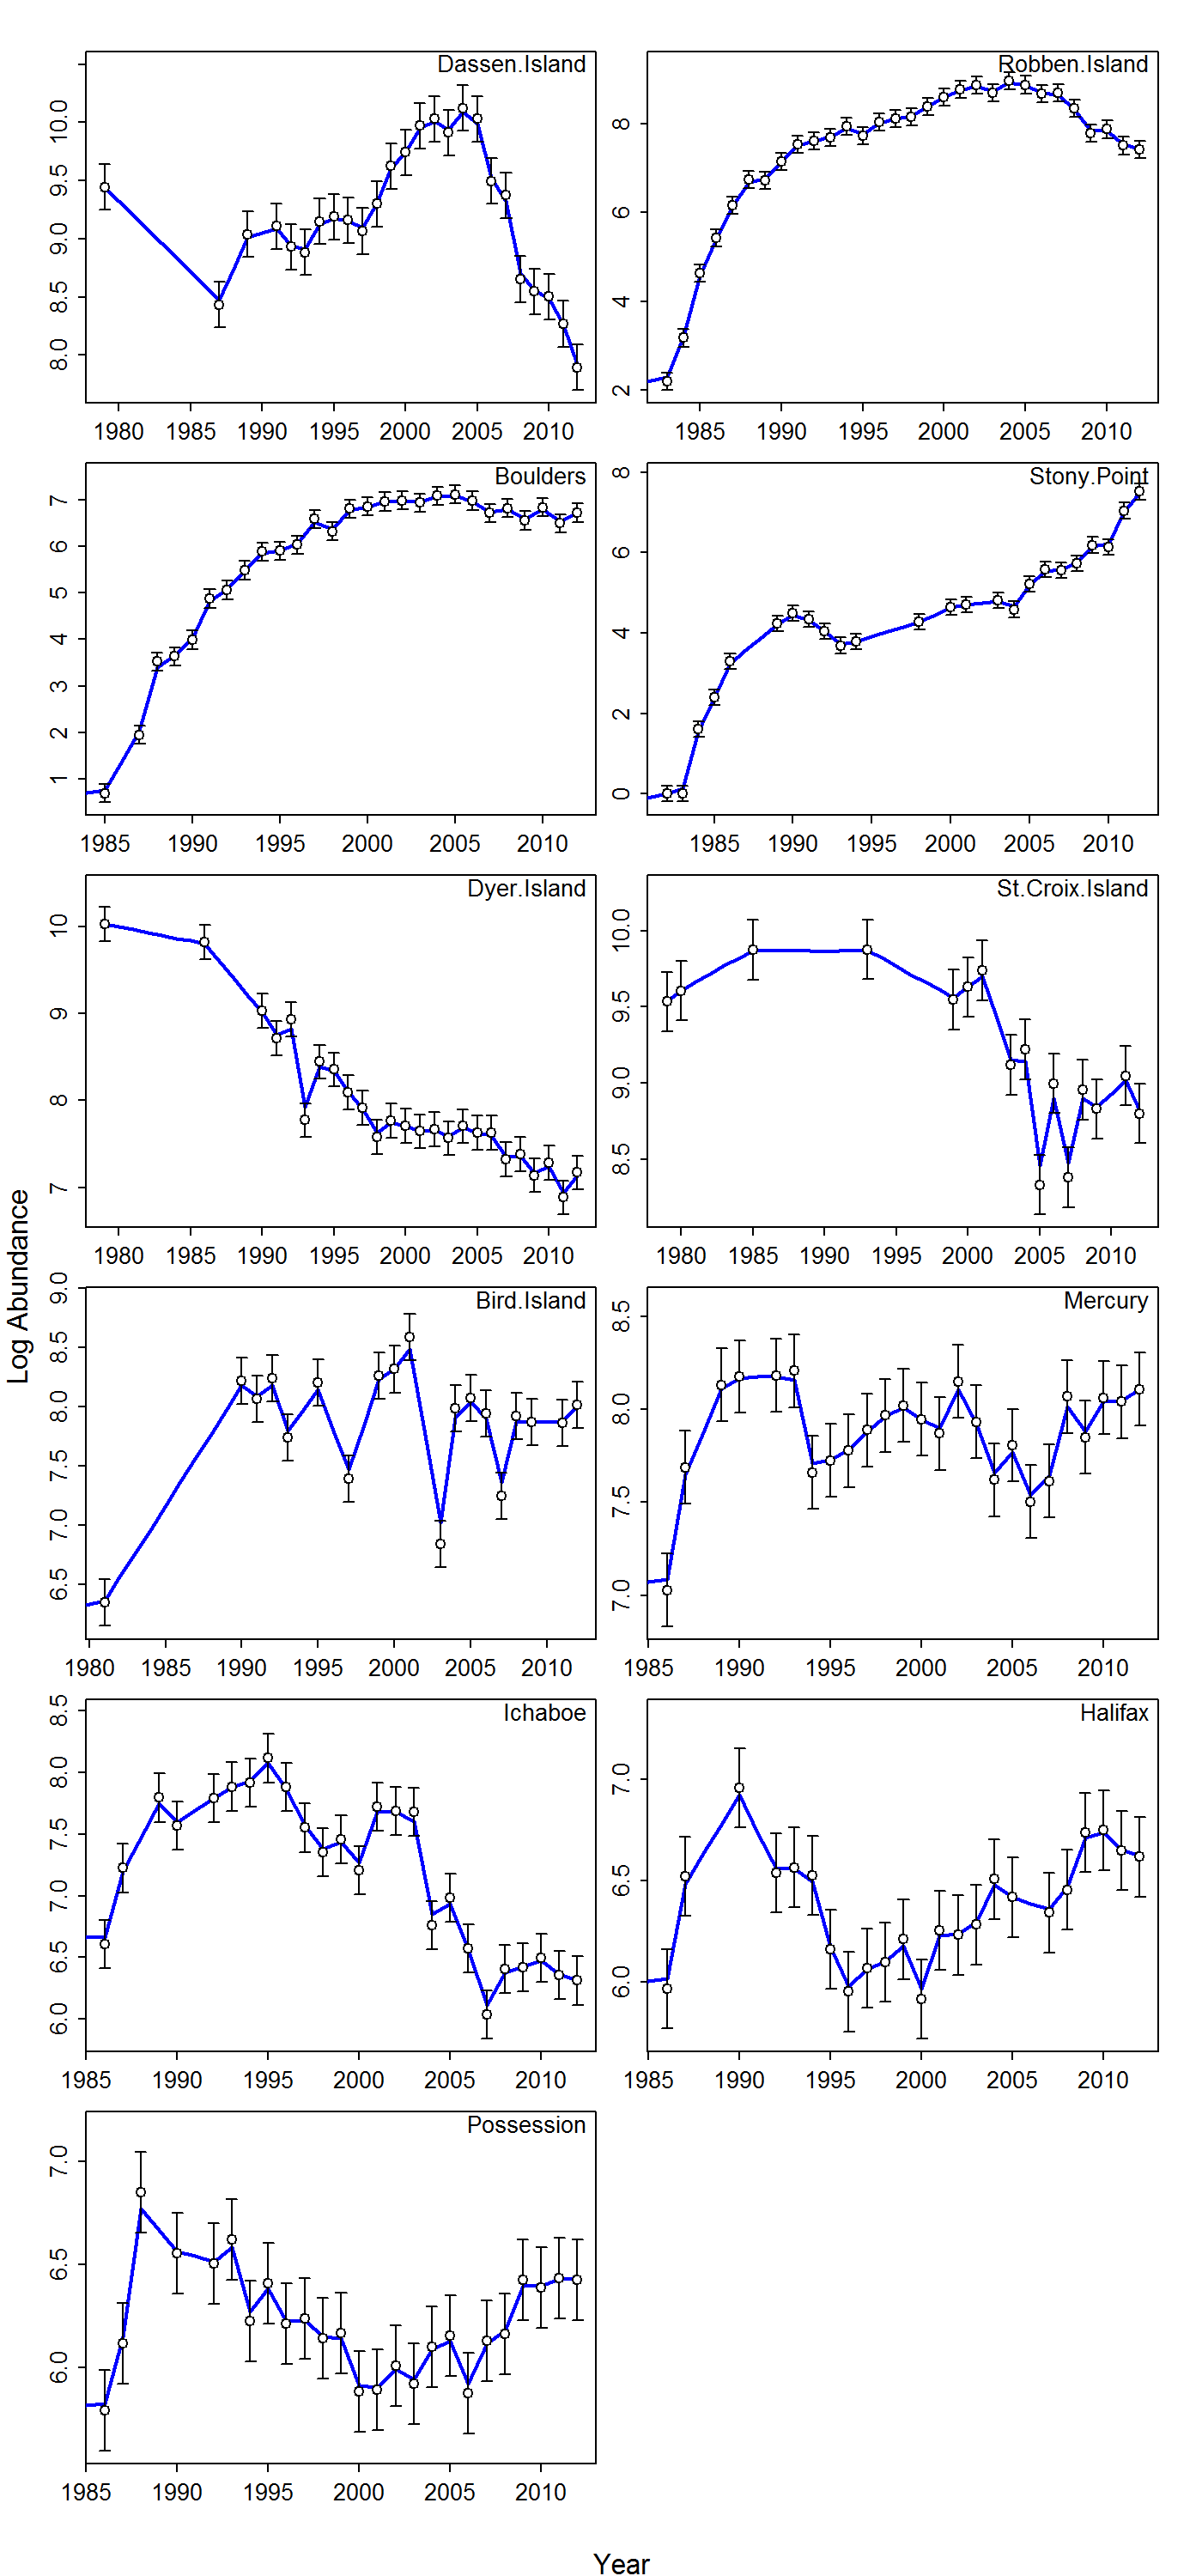 Dassen.Island
8.0 8.5 9.0 9.5 10.0
1980 1985 1990 1995 2000 2005 2010
Robben.Island
2 4 6 8
1985 1990 1995 2000 2005 2010
Boulders
1 2 3 4 5 6 7
1985 1990 1995 2000 2005 2010
Stony.Point
0 2 4 6 8
1985 1990 1995 2000 2005 2010
Dyer.Island
7 8 9 10
1980 1985 1990 1995 2000 2005 2010
St.Croix.Island
8.5 9.0 9.5 10.0
1980 1985 1990 1995 2000 2005 2010
Log Abundance
Bird.Island
6.5 7.0 7.5 8.0 8.5 9.0
1980 1985 1990 1995 2000 2005 2010
Mercury
7.0 7.5 8.0 8.5
1985 1990 1995 2000 2005 2010
Ichaboe
6.0 6.5 7.0 7.5 8.0 8.5
1985 1990 1995 2000 2005 2010
Halifax
6.0 6.5 7.0
1985 1990 1995 2000 2005 2010
Possession
6.0 6.5 7.0
1985 1990 1995 2000 2005 2010
Year